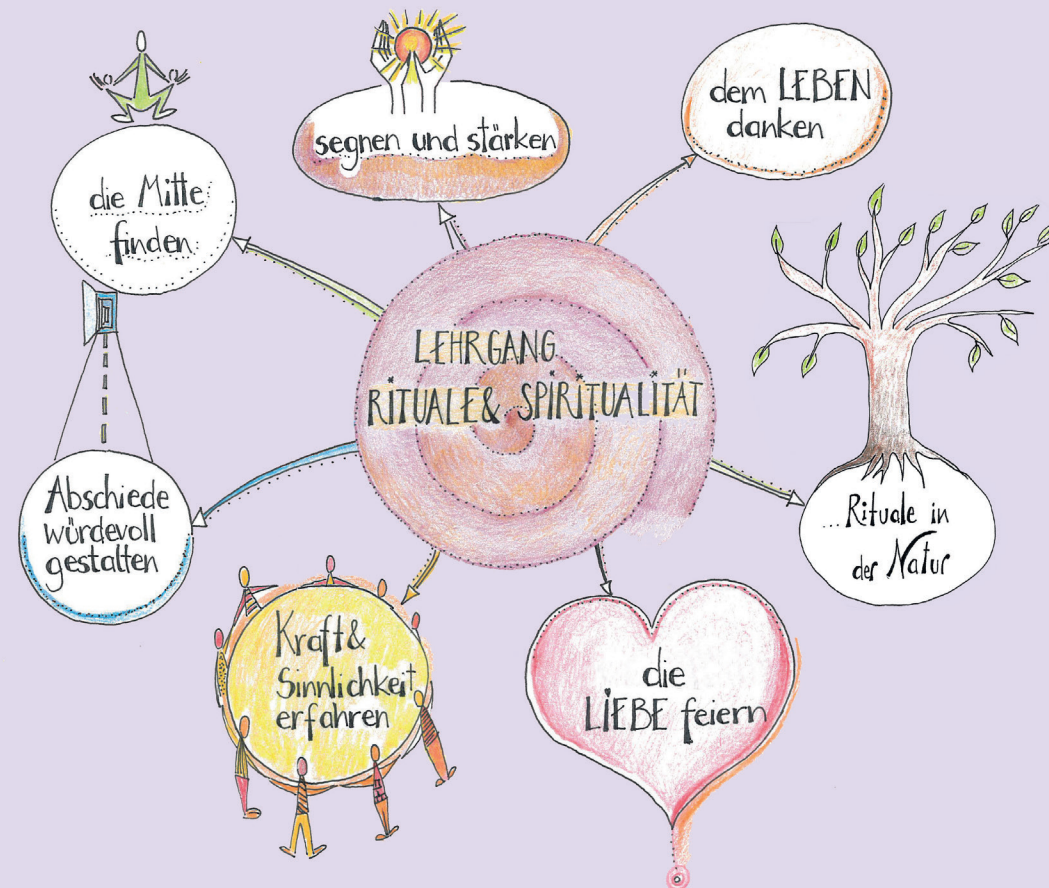 LEHRGANG
RITUALE & SPIRITUALITÄT
segnen und stärken
dem LEBEN
danken
...Rituale in
der Natur
die
LIEBE feiern
Kraft &
Sinnlichkeit
erfahren
Abschiede
würdevoll
gestalten
die Mitte
finden